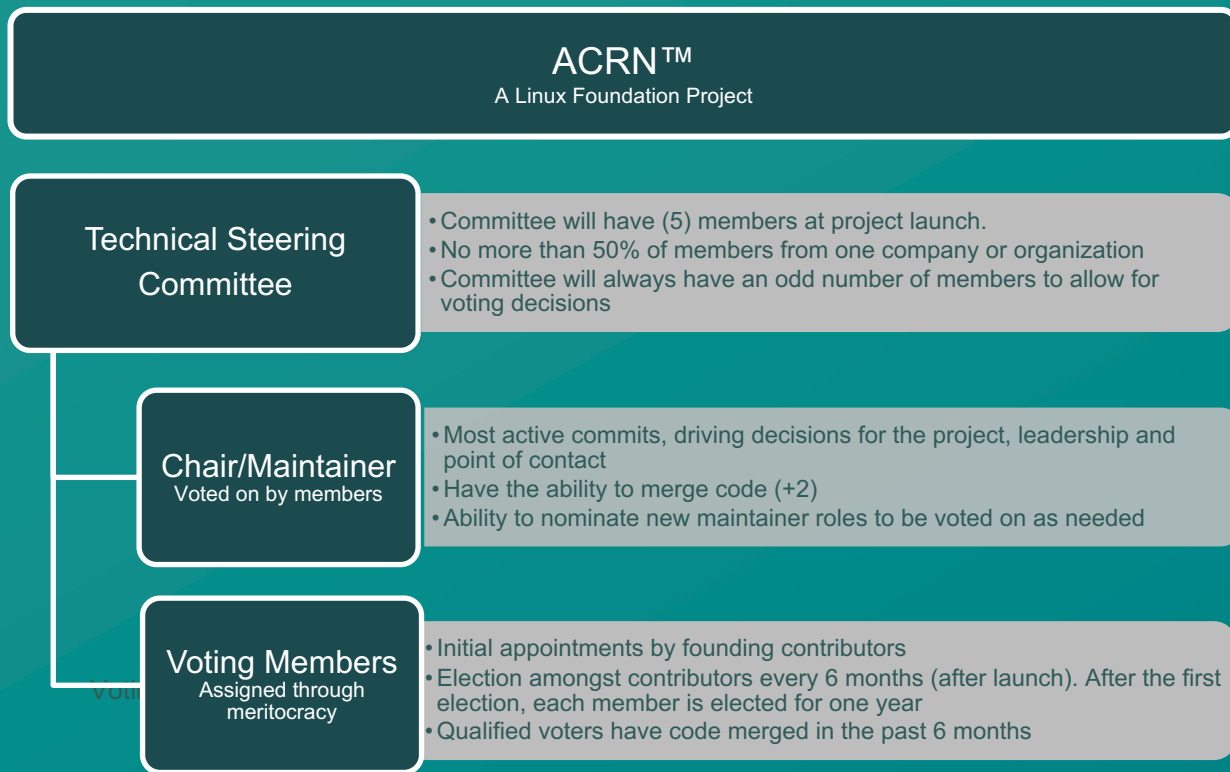 ACRN™
A Linux Foundation Project
Technical Steering
Committee
• Committee will have (5) members at project launch.
• No more than 50% of members from one company or organization
• Committee will always have an odd number of members to allow for
voting decisions
Chair/Maintainer
Voted on by members
• Most active commits, driving decisions for the project, leadership and
point of contact
• Have the ability to merge code (+2)
• Ability to nominate new maintainer roles to be voted on as needed
Voting Members
Assigned through
meritocracy
• Initial appointments by founding contributors
• Election amongst contributors every 6 months (after launch). After the first
election, each member is elected for one year
• Qualified voters have code merged in the past 6 months